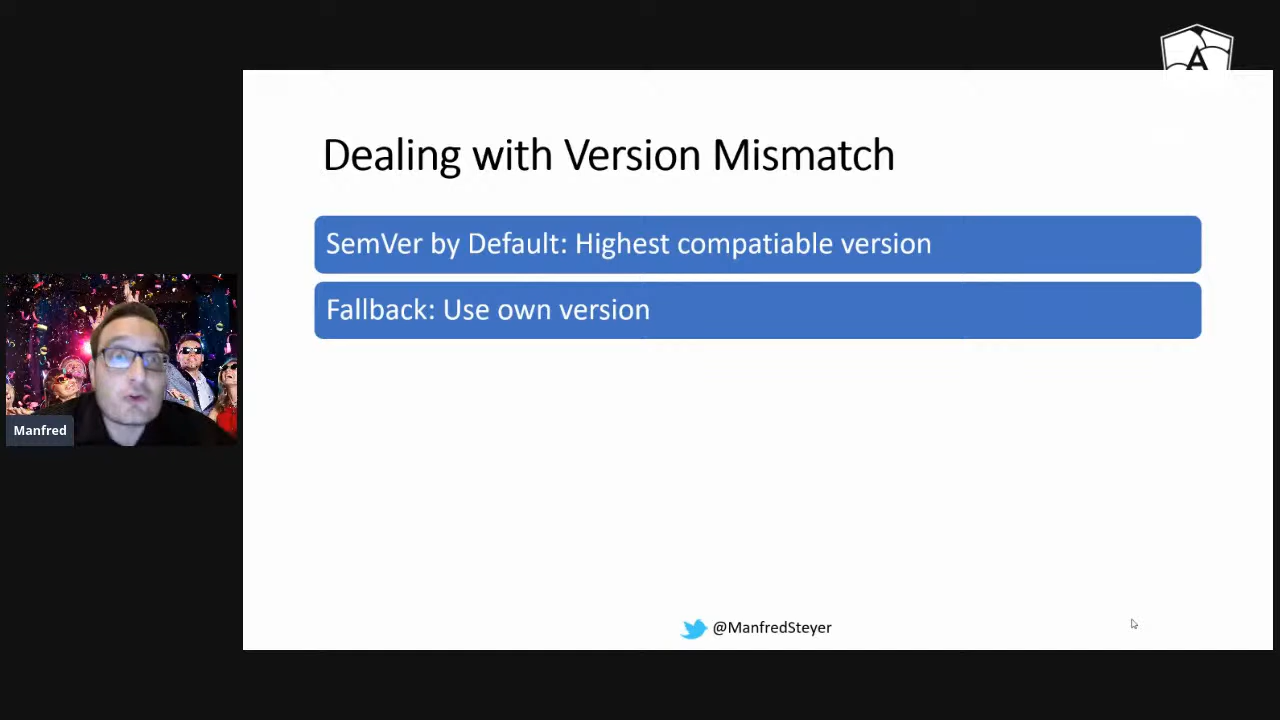 A
Dealing with Version Mismatch
SemVer by Default: Highest compatiable version
Fallback: Use own version
Manfred
@ManfredSteyer